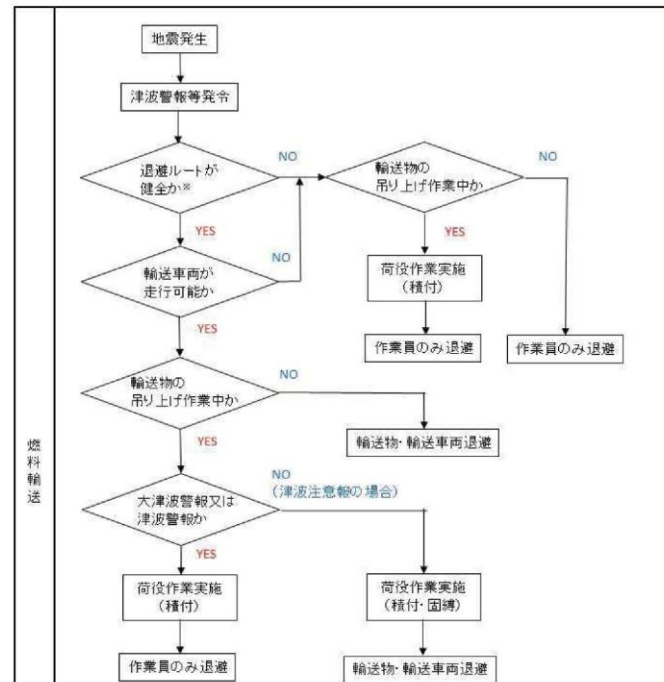 地震発生
津波警報等発令
退避ルートが
健全か※
NO
輸送物の
吊り上げ作業中か
NO
YES
YES
輸送車両が
走行可能か
NO
荷役作業実施
(積付)
YES
作業員のみ退避
作業員のみ退避
輸送物の
吊り上げ作業中か
NO
輸送物・輸送車両退避
YES
燃料輸送
大津波警報又は
津波警報か
NO
(津波注意報の場合)
YES
荷役作業実施
(積付)
荷役作業実施
(積付・固縛)
作業員のみ退避
輸送物・輸送車両退避